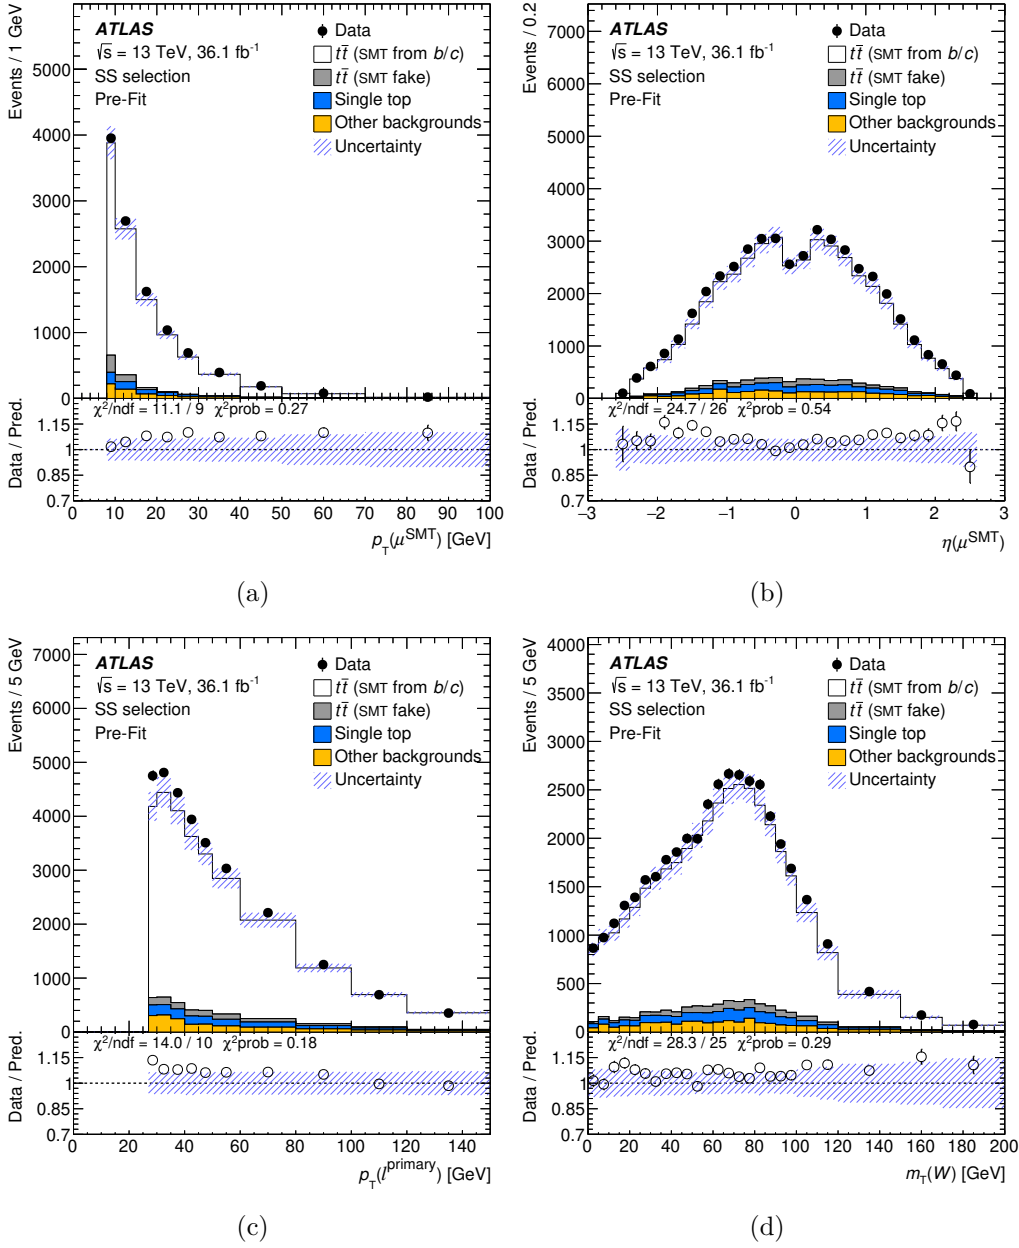 ATLAS
√s = 13 TeV, 36.1 fb⁻¹
SS selection
Pre-Fit
Data
tt̄ (SMT from b/c)
tt̄ (SMT fake)
Single top
Other backgrounds
Uncertainty
Events / 1 GeV
5000
4000
3000
2000
1000
0
χ²/ndf = 11.1 / 9 χ²prob = 0.27
Data / Pred.
1.15
1
0.85
0.7
0 10 20 30 40 50 60 70 80 90 100
p_T(μ^SMT) [GeV]
(a)
ATLAS
√s = 13 TeV, 36.1 fb⁻¹
SS selection
Pre-Fit
Data
tt̄ (SMT from b/c)
tt̄ (SMT fake)
Single top
Other backgrounds
Uncertainty
Events / 0.2
7000
6000
5000
4000
3000
2000
1000
0
χ²/ndf = 24.7 / 26 χ²prob = 0.54
Data / Pred.
1.15
1
0.85
0.7
−3 −2 −1 0 1 2 3
η(μ^SMT)
(b)
ATLAS
√s = 13 TeV, 36.1 fb⁻¹
SS selection
Pre-Fit
Data
tt̄ (SMT from b/c)
tt̄ (SMT fake)
Single top
Other backgrounds
Uncertainty
Events / 5 GeV
7000
6000
5000
4000
3000
2000
1000
0
χ²/ndf = 14.0 / 10 χ²prob = 0.18
Data / Pred.
1.15
1
0.85
0.7
0 20 40 60 80 100 120 140
p_T(l^primary) [GeV]
(c)
ATLAS
√s = 13 TeV, 36.1 fb⁻¹
SS selection
Pre-Fit
Data
tt̄ (SMT from b/c)
tt̄ (SMT fake)
Single top
Other backgrounds
Uncertainty
Events / 5 GeV
4000
3500
3000
2500
2000
1500
1000
500
0
χ²/ndf = 28.3 / 25 χ²prob = 0.29
Data / Pred.
1.15
1
0.85
0.7
0 20 40 60 80 100 120 140 160 180 200
m_T(W) [GeV]
(d)